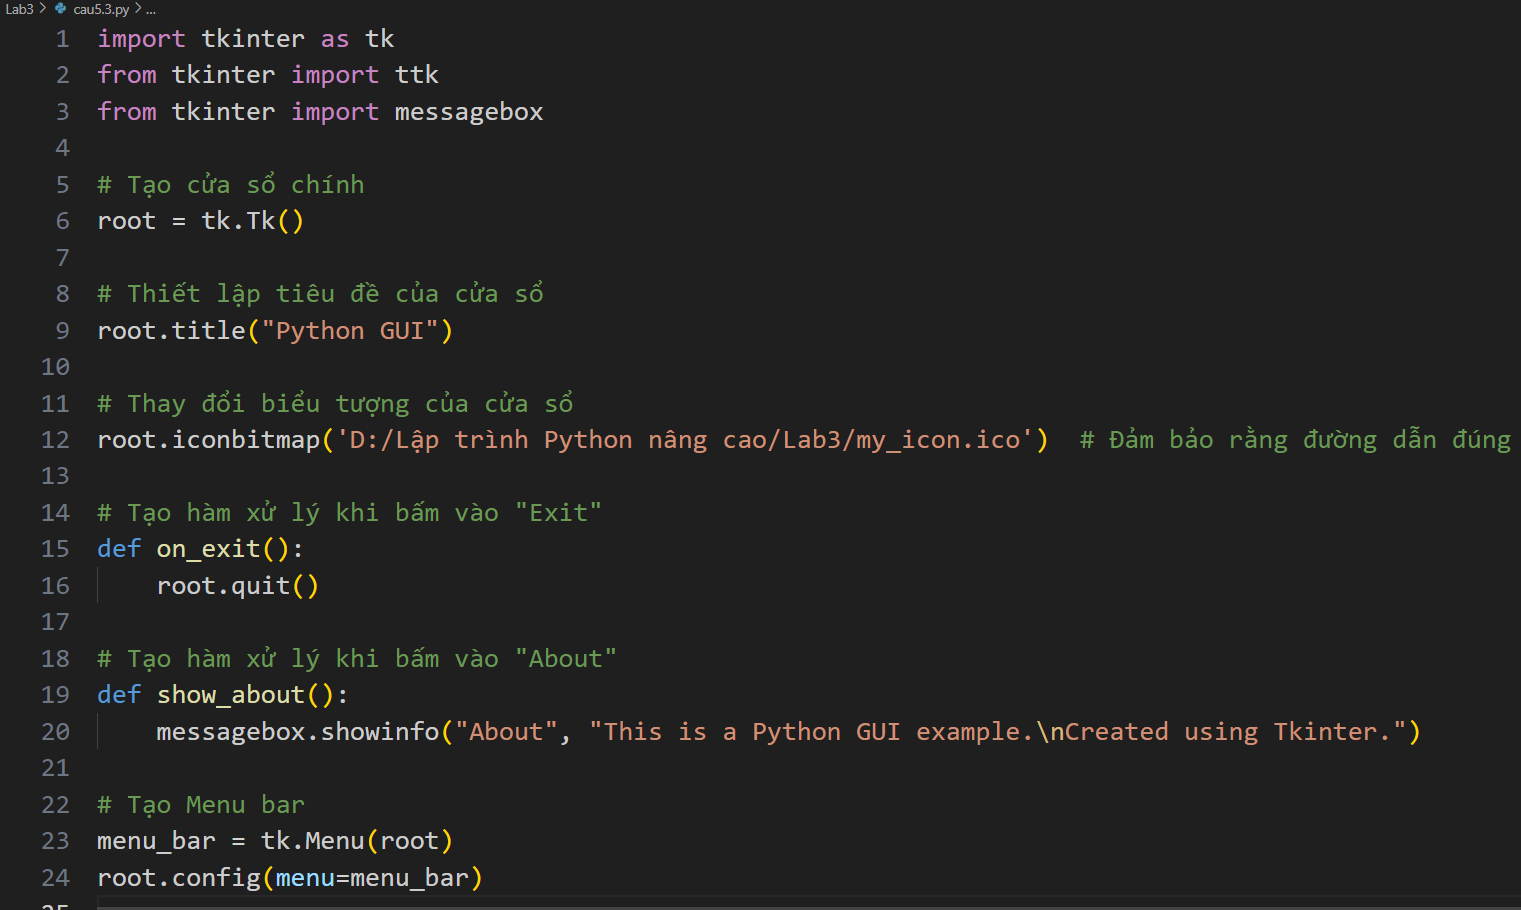 Lab3 > cau5.3.py > ...
1 import tkinter as tk
2 from tkinter import ttk
3 from tkinter import messagebox
4
5 # Tạo cửa sổ chính
6 root = tk.Tk()
7
8 # Thiết lập tiêu đề của cửa sổ
9 root.title("Python GUI")
10
11 # Thay đổi biểu tượng của cửa sổ
12 root.iconbitmap('D:/Lập trình Python nâng cao/Lab3/my_icon.ico')  # Đảm bảo rằng đường dẫn đúng
13
14 # Tạo hàm xử lý khi bấm vào "Exit"
15 def on_exit():
16     root.quit()
17
18 # Tạo hàm xử lý khi bấm vào "About"
19 def show_about():
20     messagebox.showinfo("About", "This is a Python GUI example.\nCreated using Tkinter.")
21
22 # Tạo Menu bar
23 menu_bar = tk.Menu(root)
24 root.config(menu=menu_bar)
25